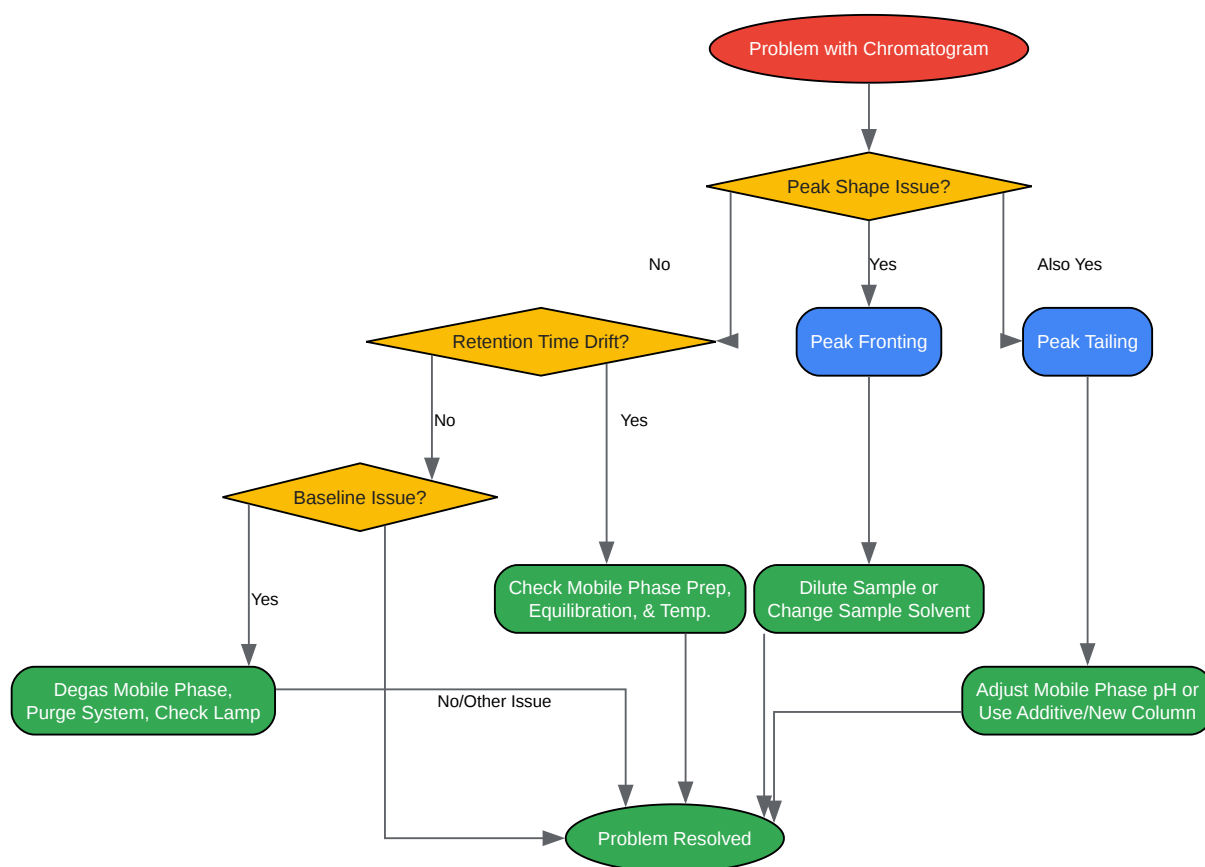 Problem with Chromatogram
Peak Shape Issue?
No
Yes
Also Yes
Retention Time Drift?
Peak Fronting
Peak Tailing
No
Yes
Baseline Issue?
Yes
Check Mobile Phase Prep,
Equilibration, & Temp.
Dilute Sample or
Change Sample Solvent
Degas Mobile Phase,
Purge System, Check Lamp
No/Other Issue
Adjust Mobile Phase pH or
Use Additive/New Column
Problem Resolved